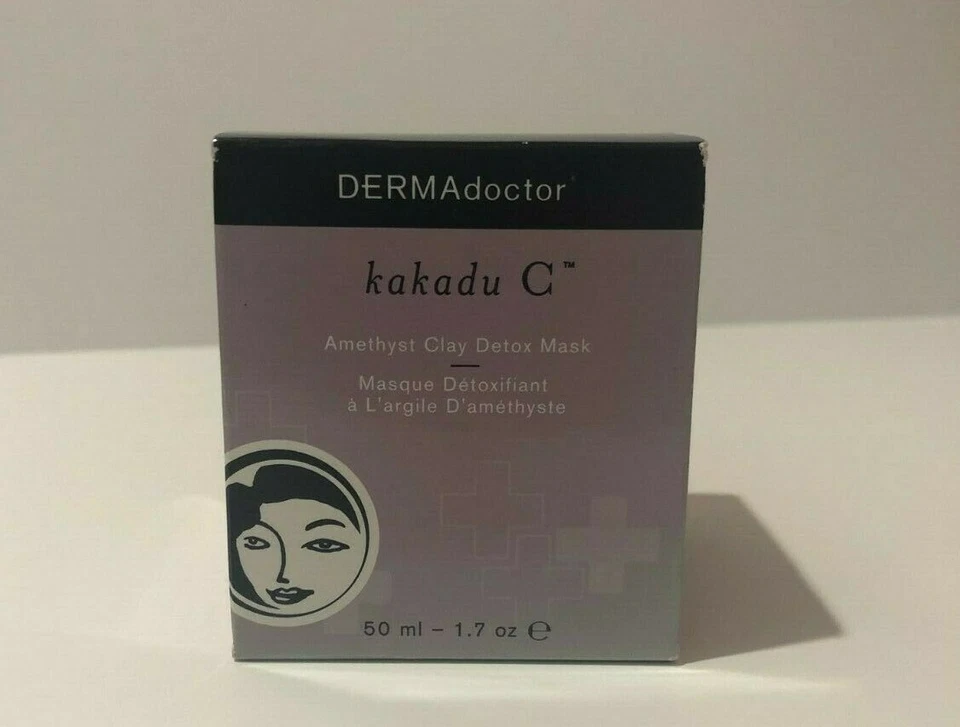 DERMAdoctor
kakadu C™
Amethyst Clay Detox Mask
Masque Détoxifiant
à L'argile D'améthyste
50 ml – 1.7 oz ℮